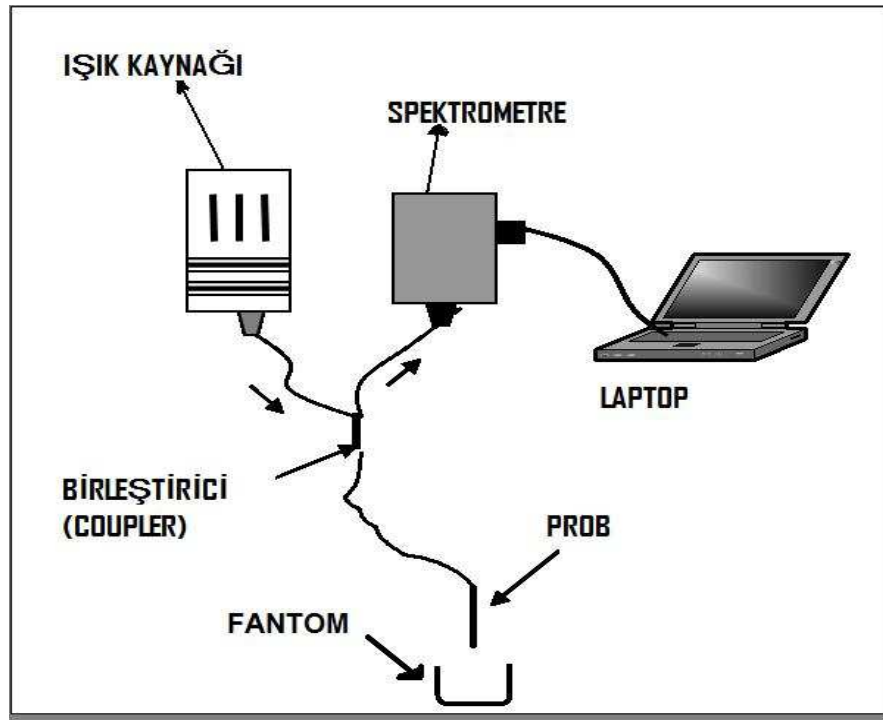 IŞIK KAYNAĞI
SPEKTROMETRE
LAPTOP
BİRLEŞTİRİCİ
(COUPLER)
PROB
FANTOM